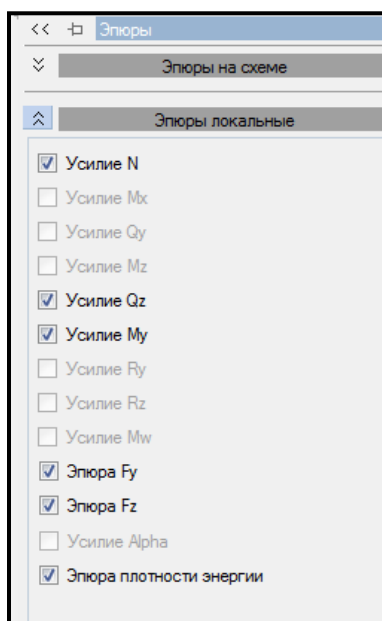 Эпюры
Эпюры на схеме
Эпюры локальные
Усилие N
Усилие Mx
Усилие Qy
Усилие Mz
Усилие Qz
Усилие My
Усилие Ry
Усилие Rz
Усилие Mw
Эпюра Fy
Эпюра Fz
Усилие Alpha
Эпюра плотности энергии